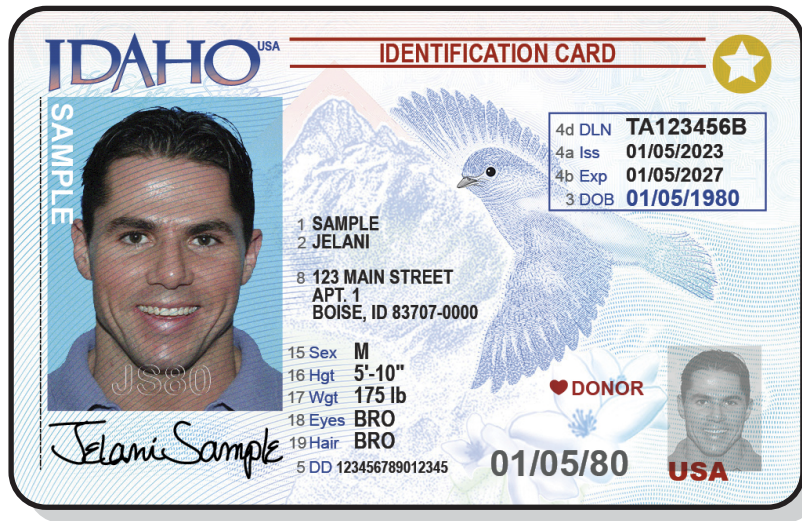 IDAHO USA
IDENTIFICATION CARD
SAMPLE
4d DLN TA123456B
4a Iss 01/05/2023
4b Exp 01/05/2027
3 DOB 01/05/1980
1 SAMPLE
2 JELANI
8 123 MAIN STREET
APT. 1
BOISE, ID 83707-0000
15 Sex M
16 Hgt 5'-10"
17 Wgt 175 lb
18 Eyes BRO
19 Hair BRO
5 DD 123456789012345
JS80
Jelani Sample
DONOR
01/05/80
USA